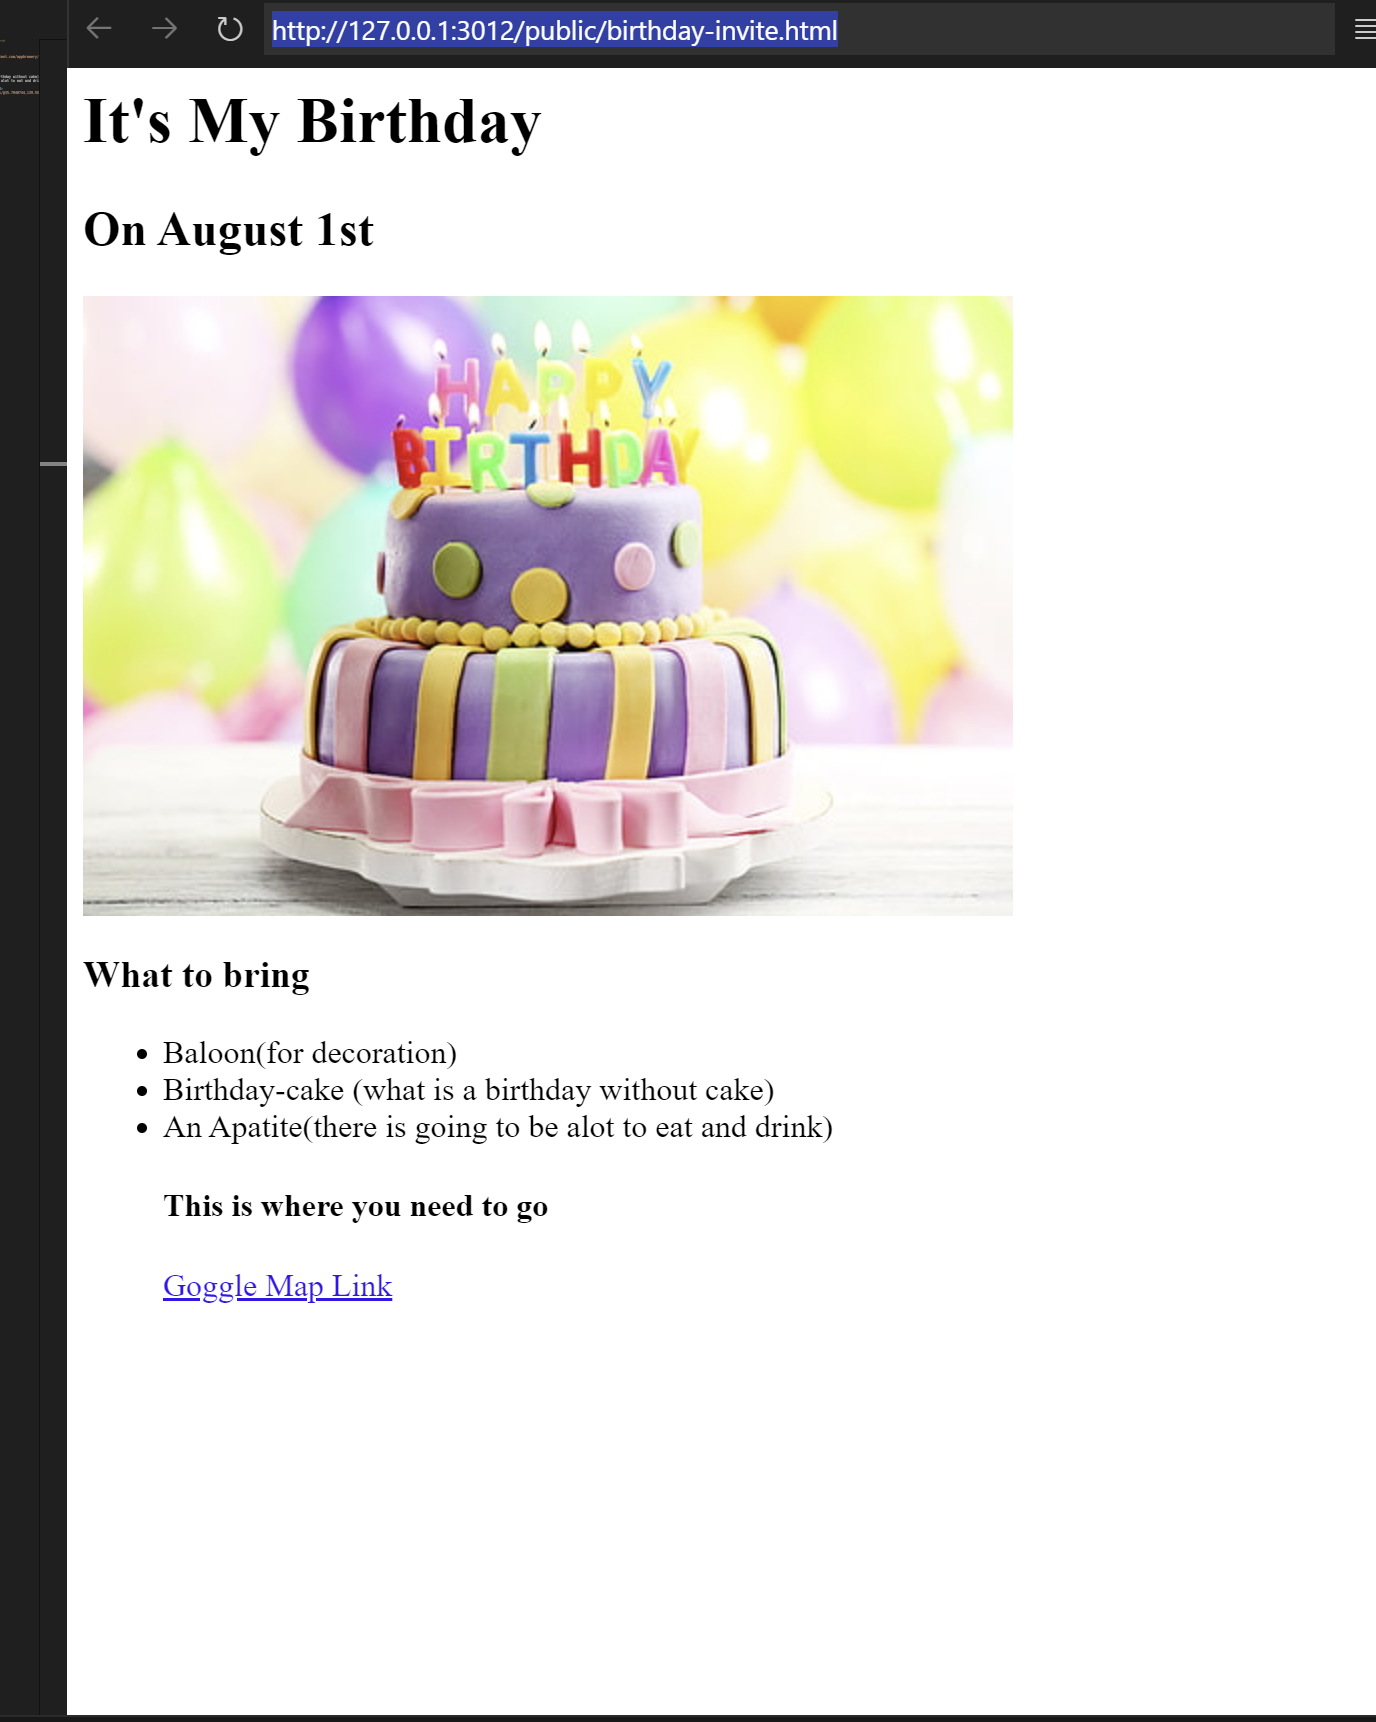 http://127.0.0.1:3012/public/birthday-invite.html
It's My Birthday
On August 1st
HAPPY
BIRTHDAY
What to bring
Baloon(for decoration)
Birthday-cake (what is a birthday without cake)
An Apatite(there is going to be alot to eat and drink)
This is where you need to go
Goggle Map Link